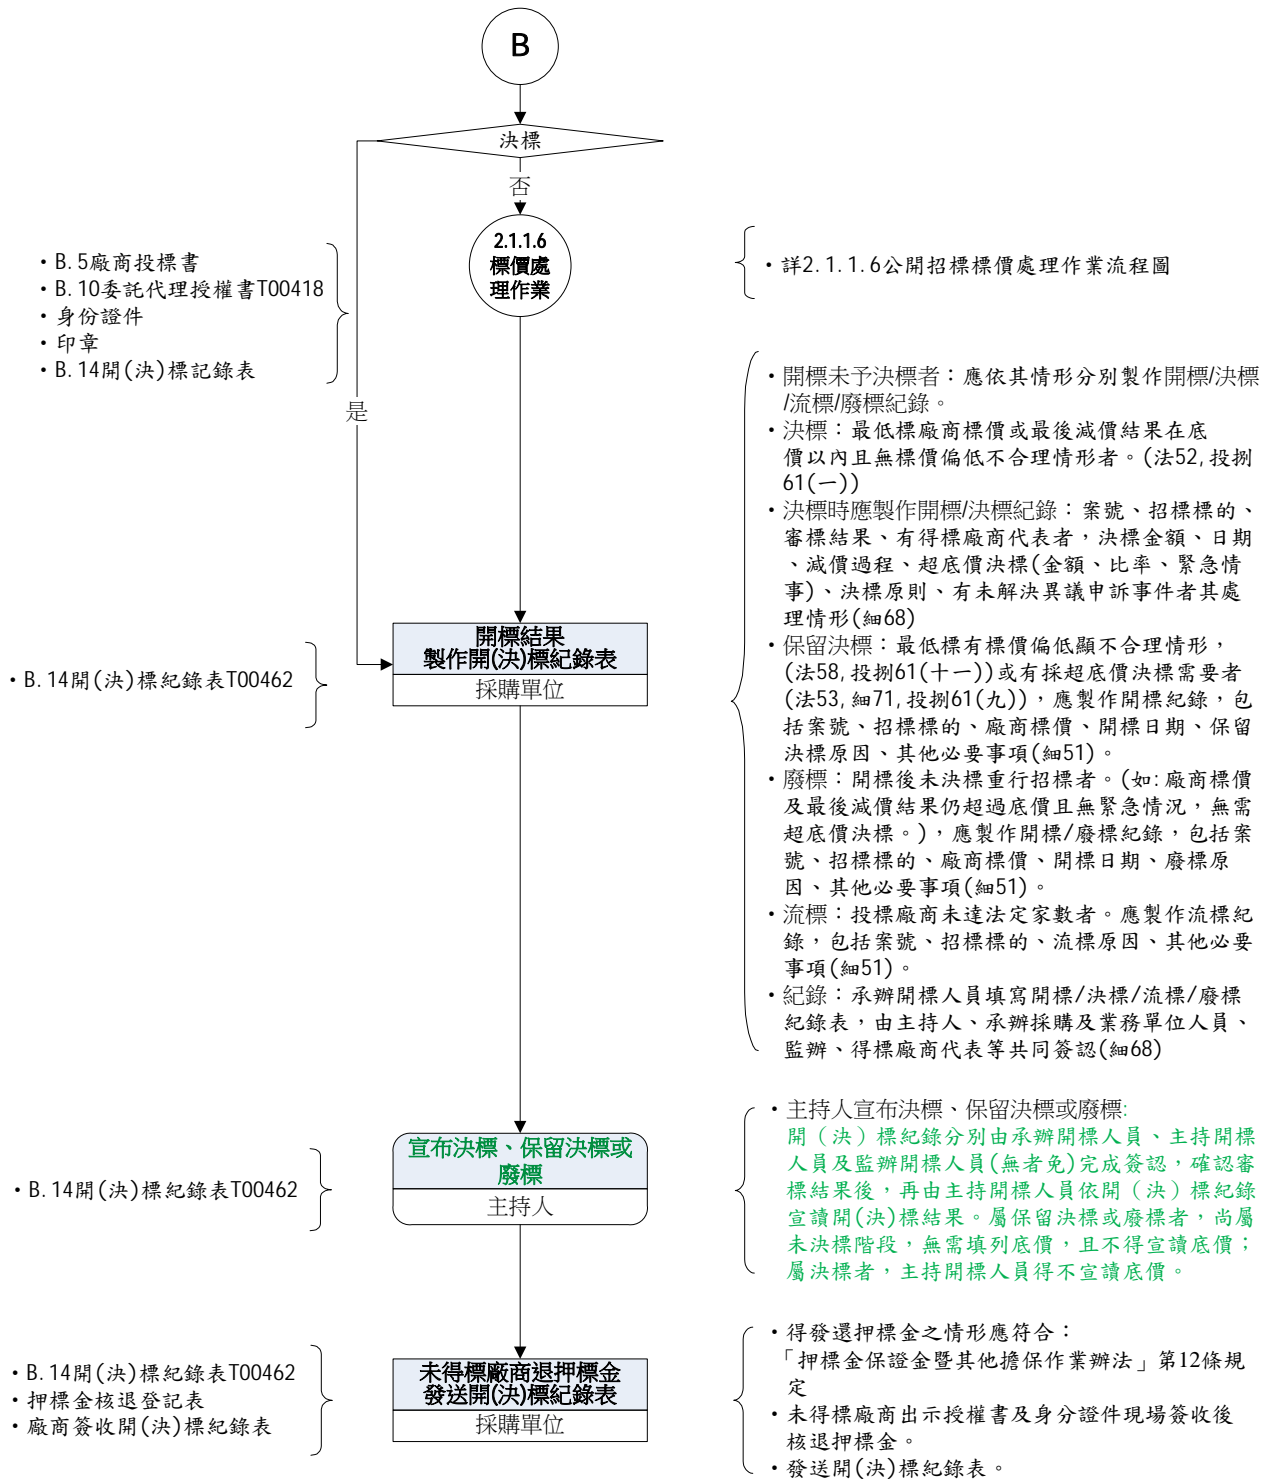 B
決標
否
2.1.1.6
標價處
理作業
・B.5廠商投標書
・B.10委託代理授權書T00418
・身份證件
・印章
・B.14開(決)標記錄表
・詳2.1.1.6公開招標標價處理作業流程圖
是
・開標未予決標者：應依其情形分別製作開標/決標
/流標/廢標紀錄。
・決標：最低標廠商標價或最後減價結果在底
價以內且無標價偏低不合理情形者。(法52,投捌
61(一))
・決標時應製作開標/決標紀錄：案號、招標標的、
審標結果、有得標廠商代表者，決標金額、日期
、減價過程、超底價決標(金額、比率、緊急情
事)、決標原則、有未解決異議申訴事件者其處
理情形(細68)
・保留決標：最低標有標價偏低顯不合理情形，
(法58,投捌61(十一))或有採超底價決標需要者
(法53,細71,投捌61(九))，應製作開標紀錄，包
括案號、招標標的、廠商標價、開標日期、保留
決標原因、其他必要事項(細51)。
・廢標：開標後未決標重行招標者。(如:廠商標價
及最後減價結果仍超過底價且無緊急情況，無需
超底價決標。)，應製作開標/廢標紀錄，包括案
號、招標標的、廠商標價、開標日期、廢標原
因、其他必要事項(細51)。
・流標：投標廠商未達法定家數者。應製作流標紀
錄，包括案號、招標標的、流標原因、其他必要
事項(細51)。
・紀錄：承辦開標人員填寫開標/決標/流標/廢標
紀錄表，由主持人、承辦採購及業務單位人員、
監辦、得標廠商代表等共同簽認(細68)
開標結果
製作開(決)標紀錄表
採購單位
・B.14開(決)標紀錄表T00462
宣布決標、保留決標或
廢標
主持人
・B.14開(決)標紀錄表T00462
・主持人宣布決標、保留決標或廢標:
開（決）標紀錄分別由承辦開標人員、主持開標
人員及監辦開標人員(無者免)完成簽認，確認審
標結果後，再由主持開標人員依開（決）標紀錄
宣讀開(決)標結果。屬保留決標或廢標者，尚屬
未決標階段，無需填列底價，且不得宣讀底價；
屬決標者，主持開標人員得不宣讀底價。
未得標廠商退押標金
發送開(決)標紀錄表
採購單位
・B.14開(決)標紀錄表T00462
・押標金核退登記表
・廠商簽收開(決)標紀錄表
・得發還押標金之情形應符合：
「押標金保證金暨其他擔保作業辦法」第12條規
定
・未得標廠商出示授權書及身分證件現場簽收後
核退押標金。
・發送開(決)標紀錄表。